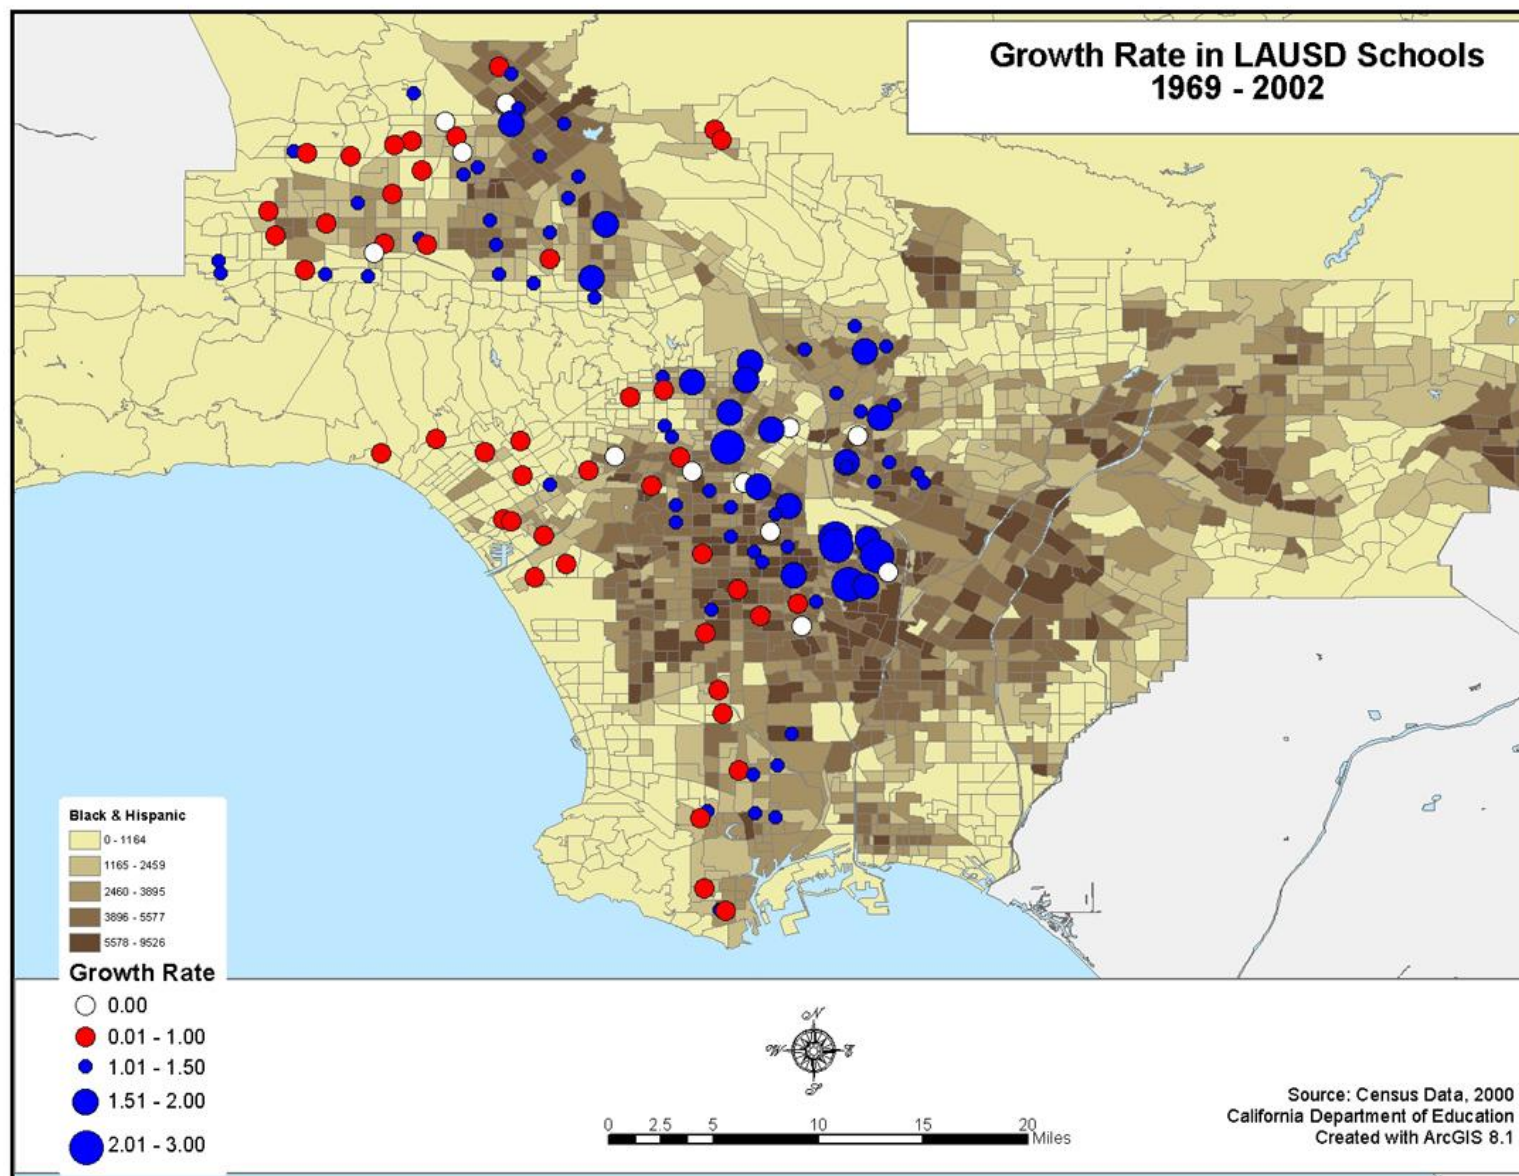 Growth Rate in LAUSD Schools
1969 - 2002
Black & Hispanic
0 - 1164
1165 - 2459
2460 - 3895
3896 - 5577
5578 - 9526
Growth Rate
0.00
0.01 - 1.00
1.01 - 1.50
1.51 - 2.00
2.01 - 3.00
N
W E
S
0 2.5 5 10 15 20
Miles
Source: Census Data, 2000
California Department of Education
Created with ArcGIS 8.1